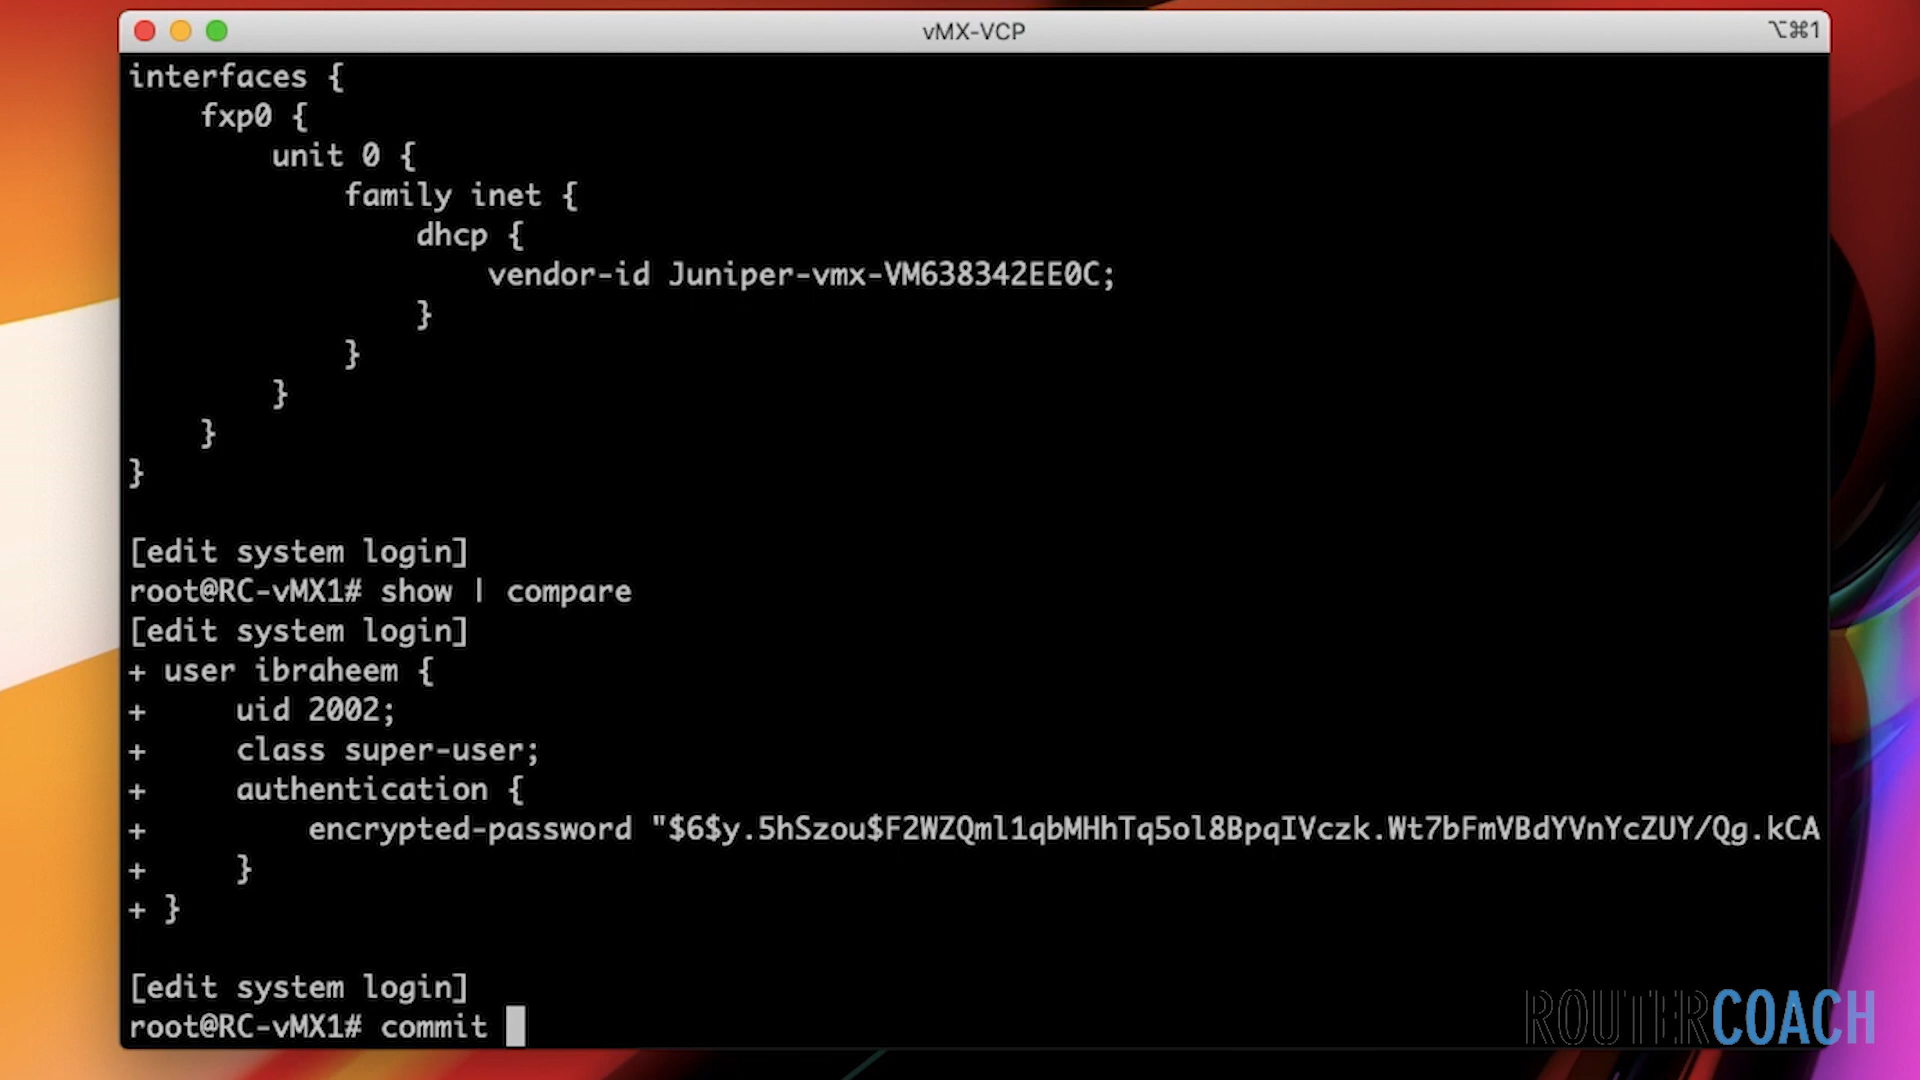 vMX-VCP
⌥⌘1
interfaces {
    fxp0 {
        unit 0 {
            family inet {
                dhcp {
                    vendor-id Juniper-vmx-VM638342EE0C;
                }
            }
        }
    }
}
[edit system login]
root@RC-vMX1# show | compare
[edit system login]
+ user ibraheem {
+     uid 2002;
+     class super-user;
+     authentication {
+         encrypted-password "$6$y.5hSzou$F2WZQml1qbMHhTq5ol8BpqIVczk.Wt7bFmVBdYVnYcZUY/Qg.kCA
+     }
+ }
[edit system login]
root@RC-vMX1# commit
ROUTERCOACH